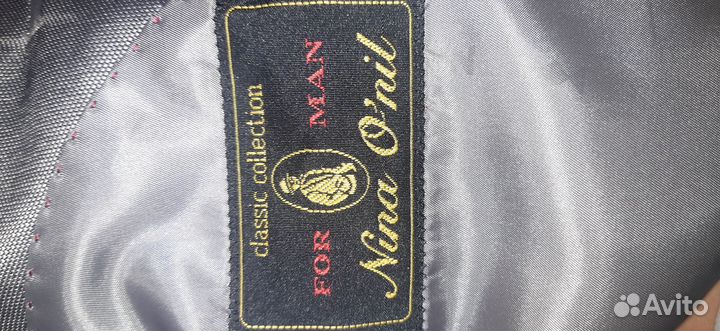 classic collection
FOR MAN
Nina O'nil
Avito